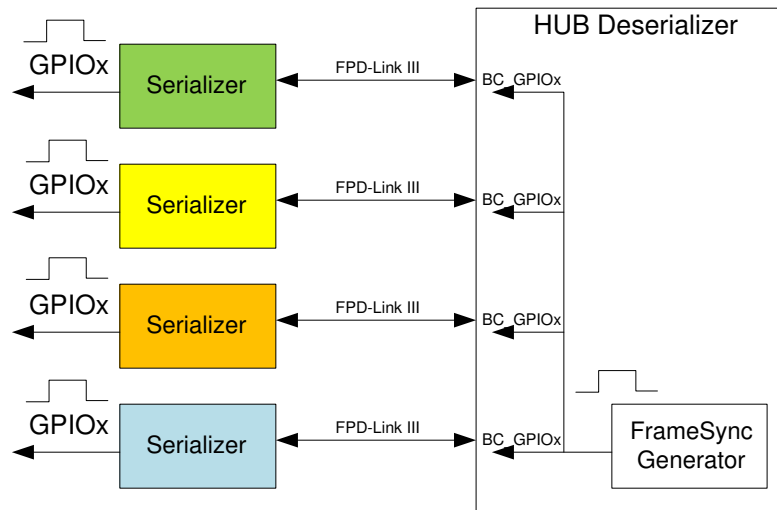 HUB Deserializer
GPIOx
Serializer
FPD-Link III
BC_GPIOx
GPIOx
Serializer
FPD-Link III
BC_GPIOx
GPIOx
Serializer
FPD-Link III
BC_GPIOx
GPIOx
Serializer
FPD-Link III
BC_GPIOx
FrameSync
Generator